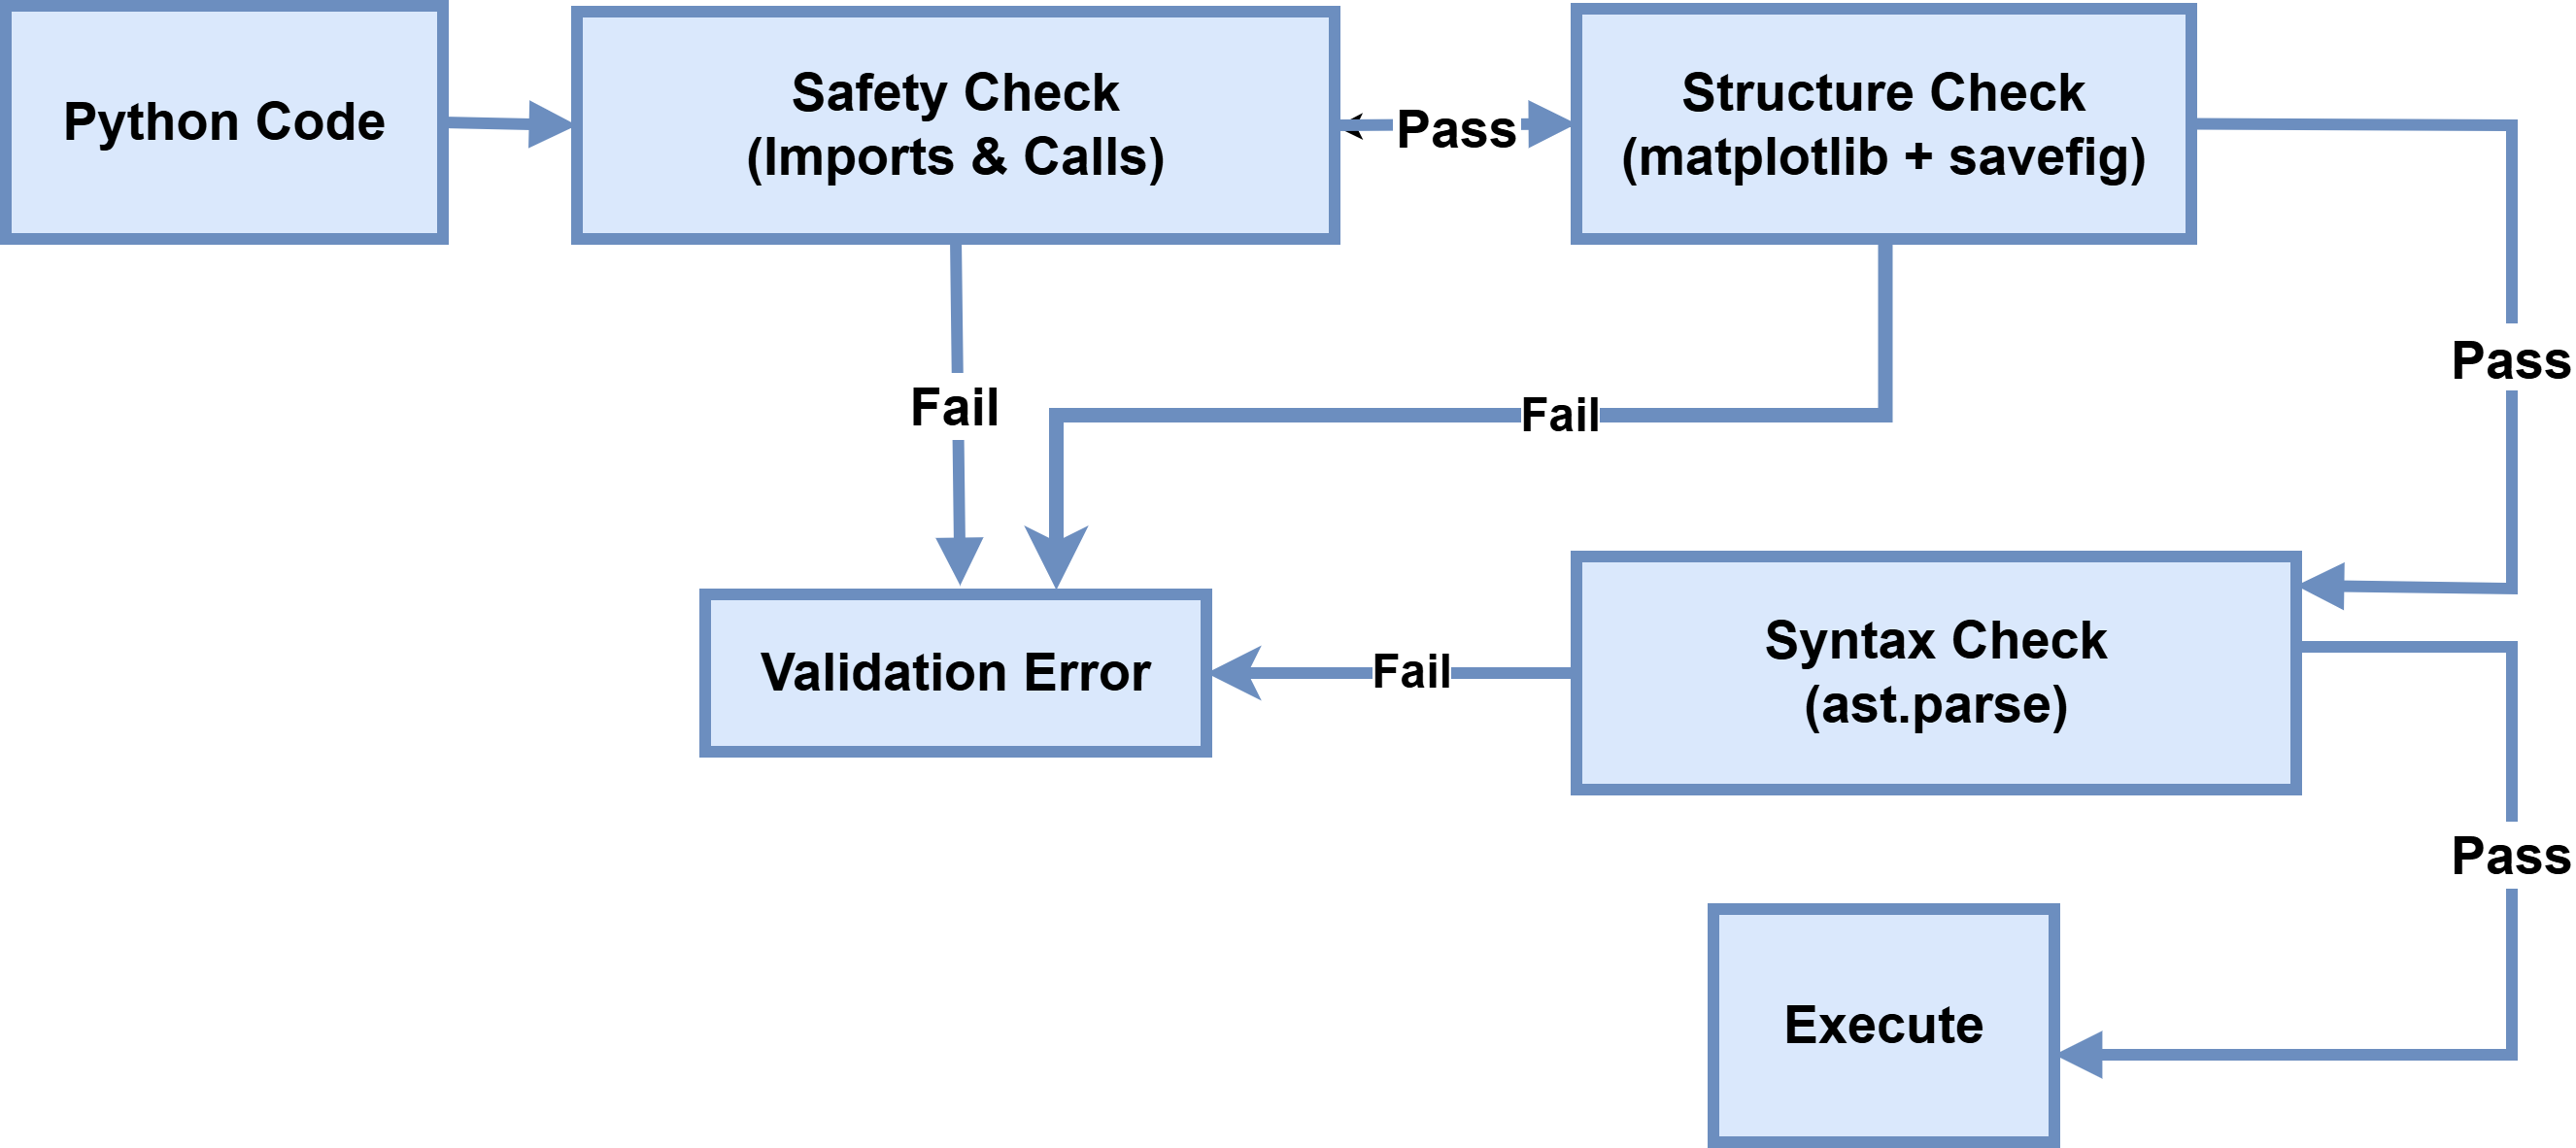 Python Code
Safety Check
(Imports & Calls)
Pass
Structure Check
(matplotlib + savefig)
Pass
Fail
Fail
Validation Error
Fail
Syntax Check
(ast.parse)
Pass
Execute